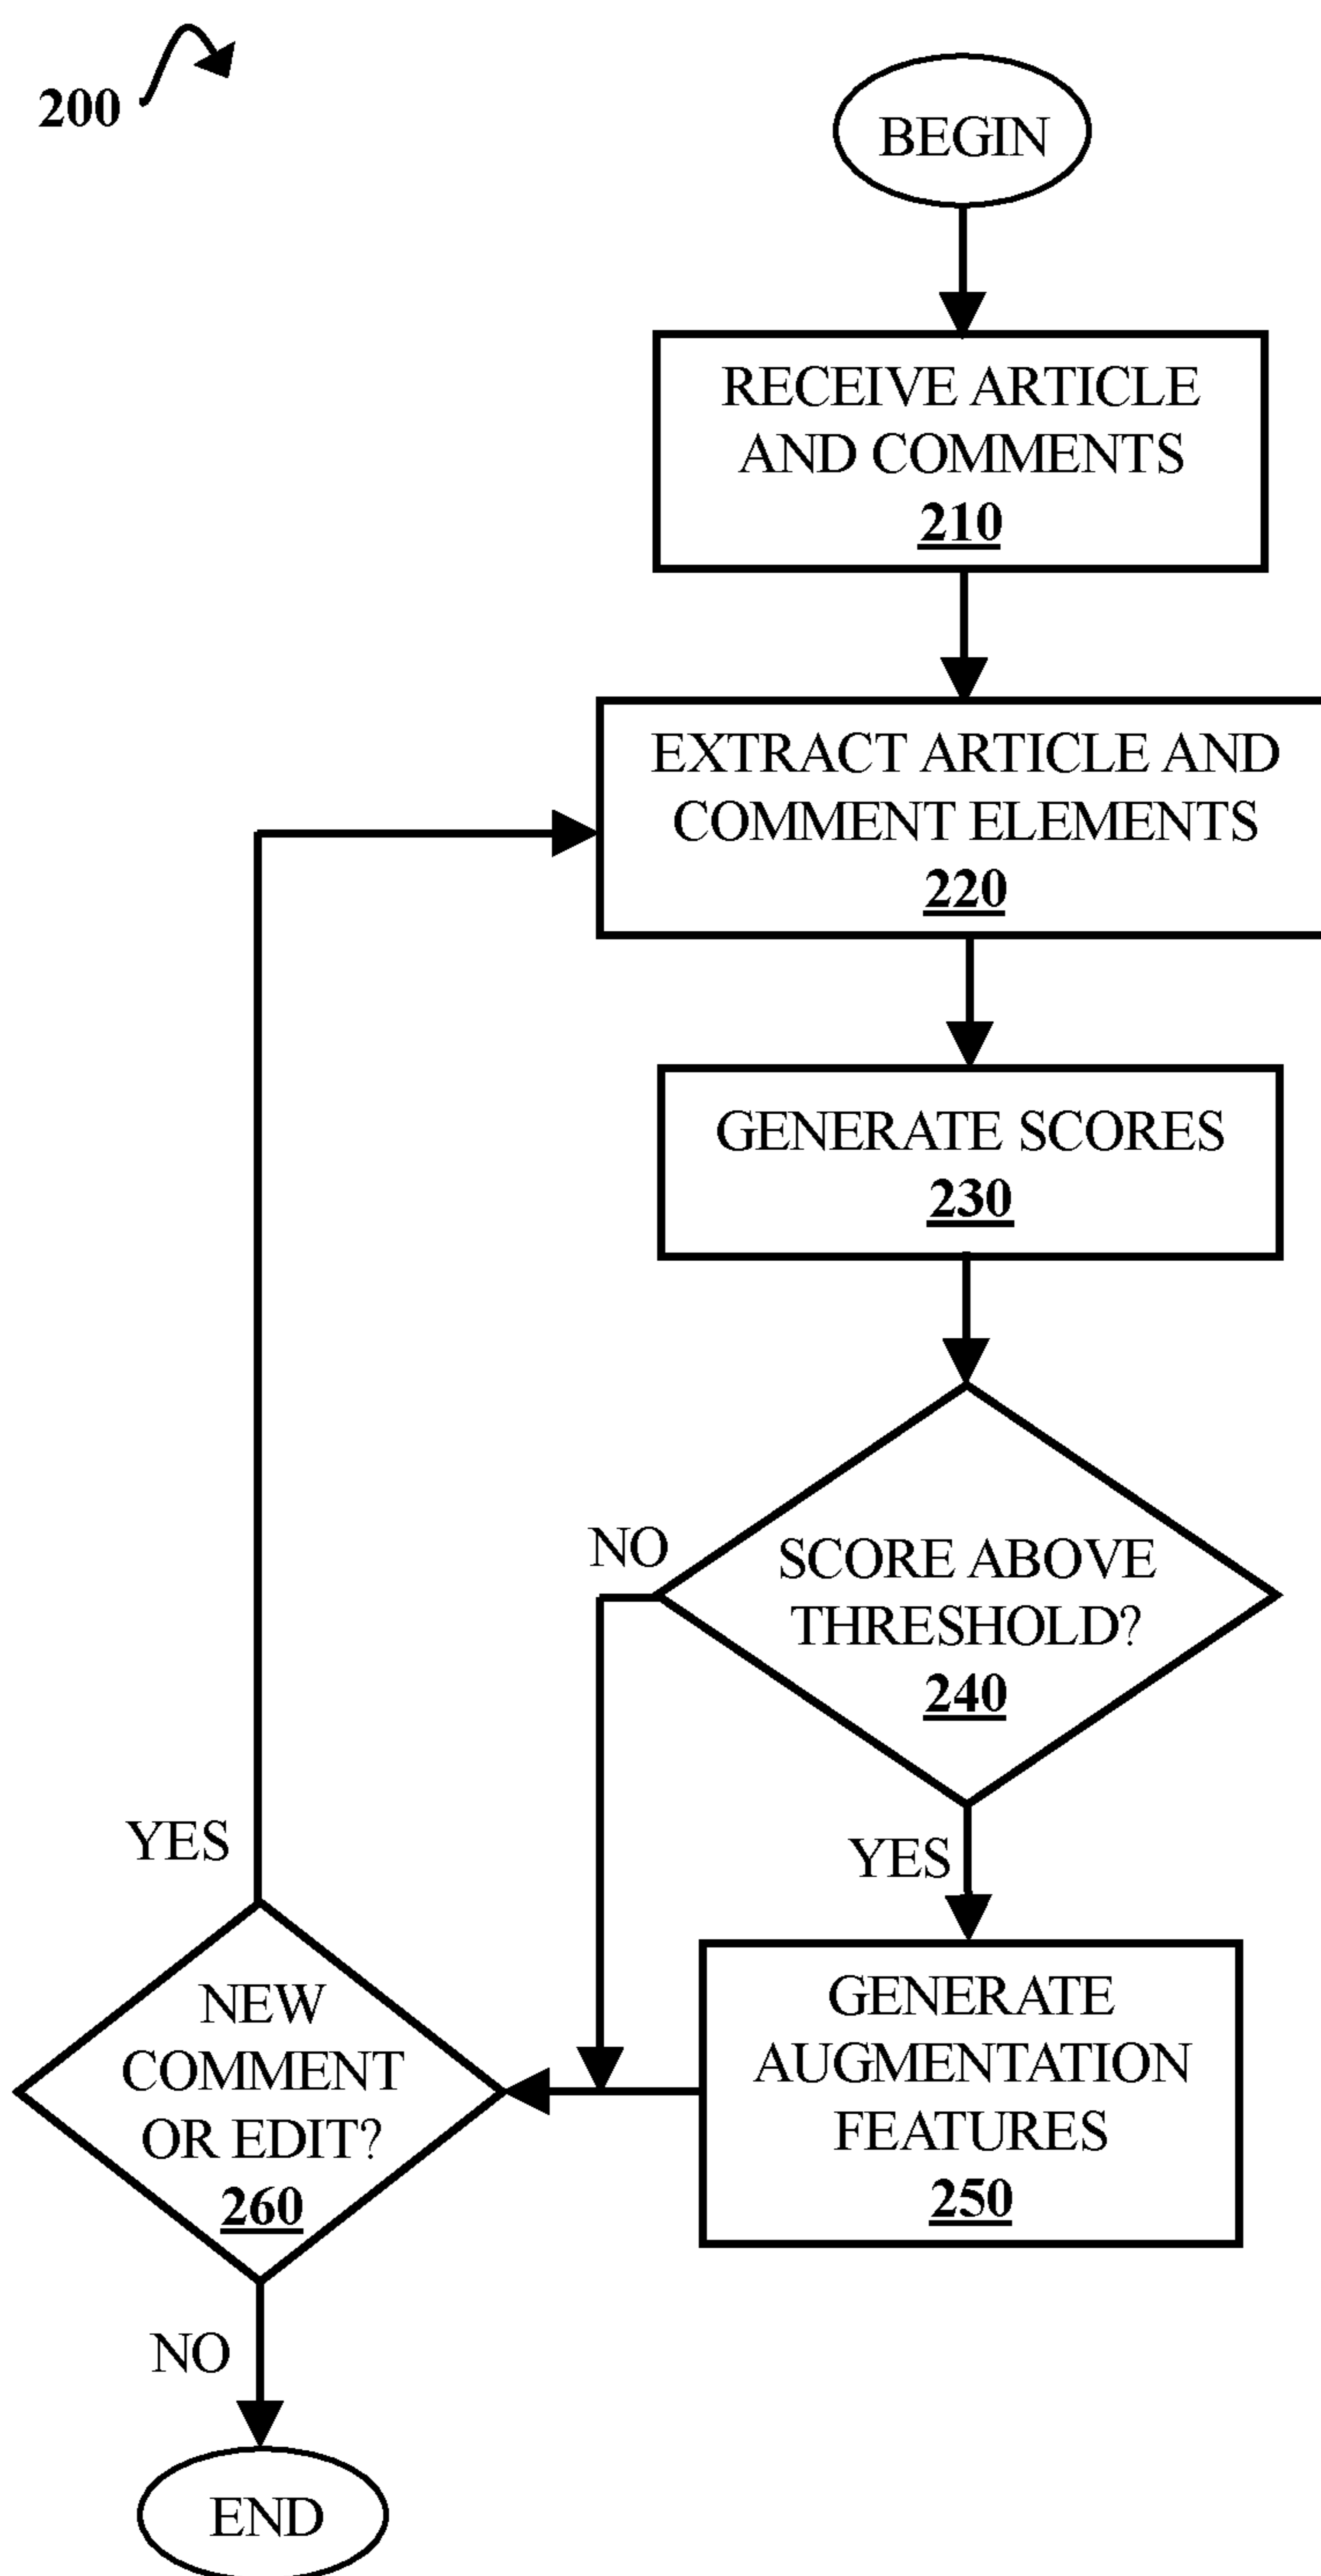 200
BEGIN
RECEIVE ARTICLE
AND COMMENTS
210
EXTRACT ARTICLE AND
COMMENT ELEMENTS
220
GENERATE SCORES
230
SCORE ABOVE
THRESHOLD?
240
NO
YES
GENERATE
AUGMENTATION
FEATURES
250
YES
NEW
COMMENT
OR EDIT?
260
NO
END